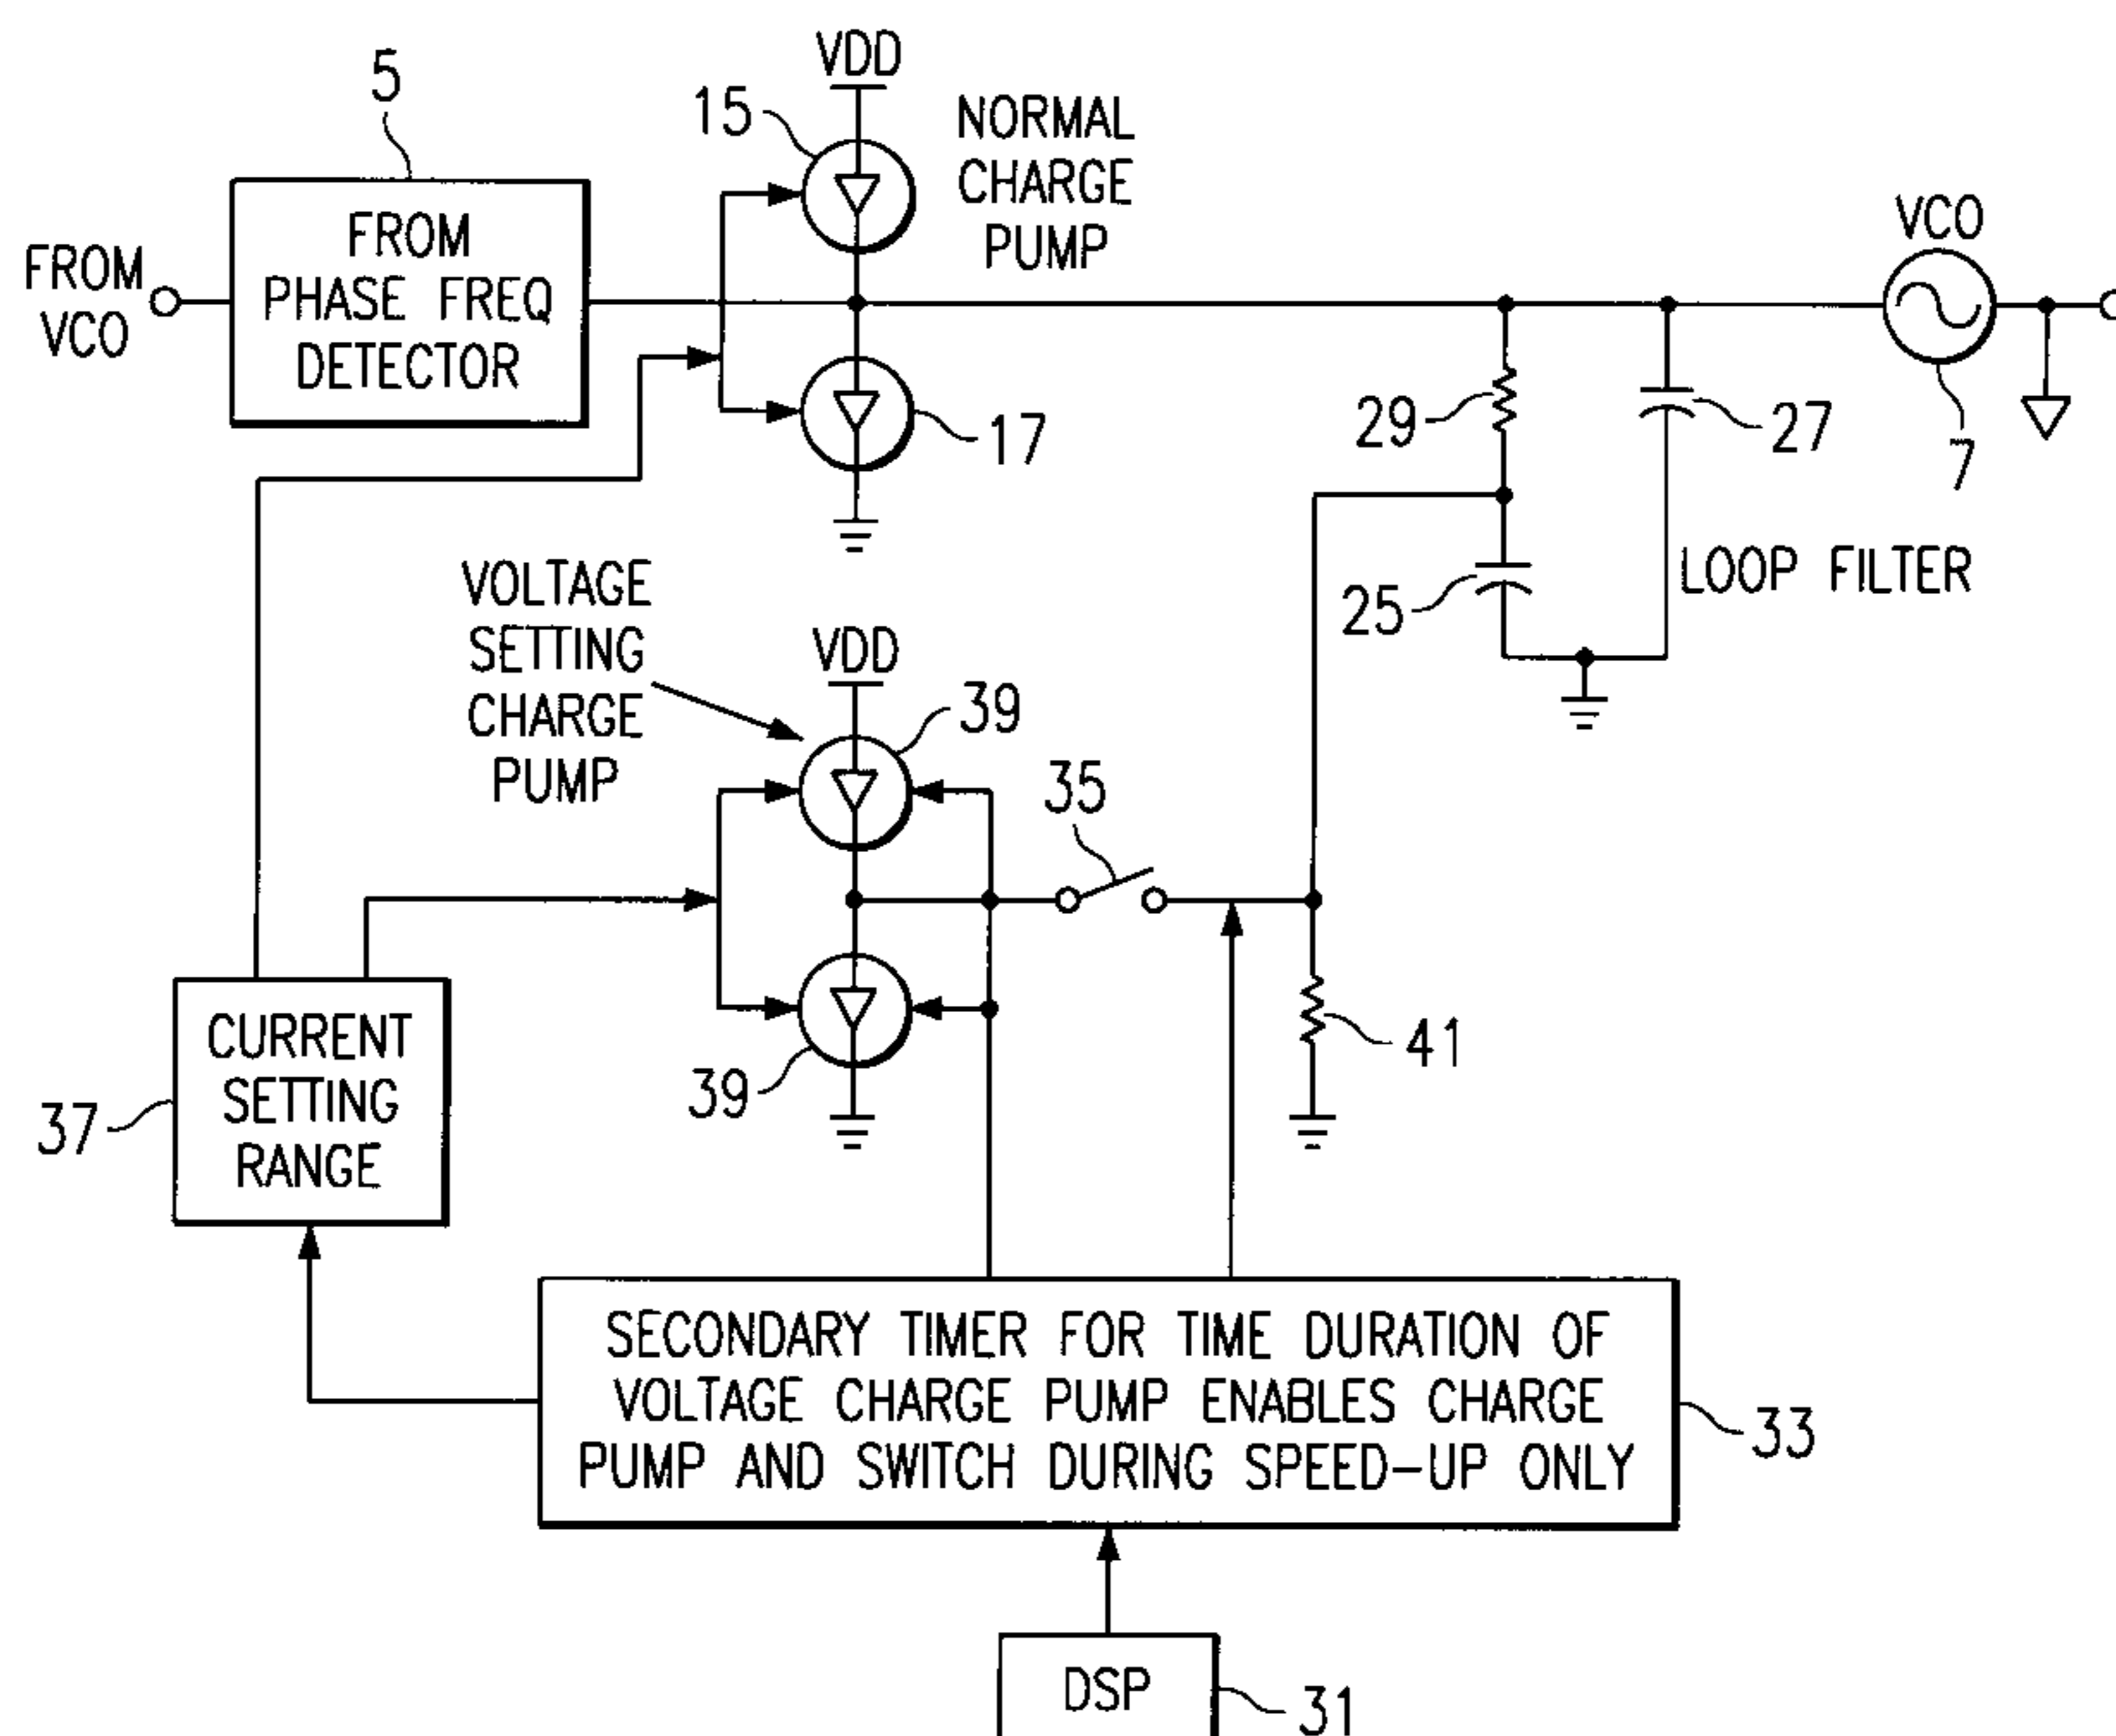 5
FROM
VCO
FROM
PHASE FREQ
DETECTOR
VDD
15
NORMAL
CHARGE
PUMP
17
VCO
7
29
27
25
LOOP FILTER
VOLTAGE
SETTING
CHARGE
PUMP
VDD
39
35
39
41
CURRENT
SETTING
RANGE
37
SECONDARY TIMER FOR TIME DURATION OF
VOLTAGE CHARGE PUMP ENABLES CHARGE
PUMP AND SWITCH DURING SPEED-UP ONLY
33
DSP
31